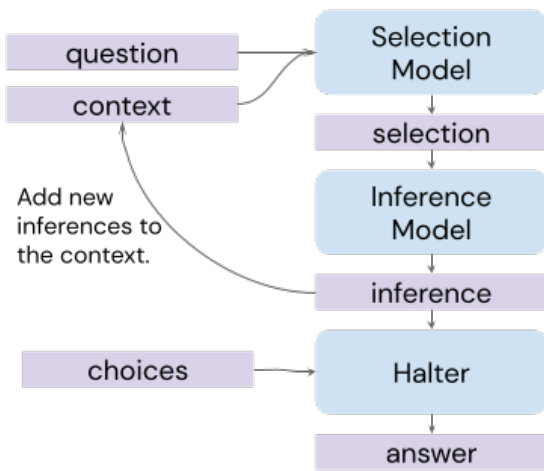 question
context
Selection
Model
selection
Add new
inferences to
the context.
Inference
Model
inference
choices
Halter
answer